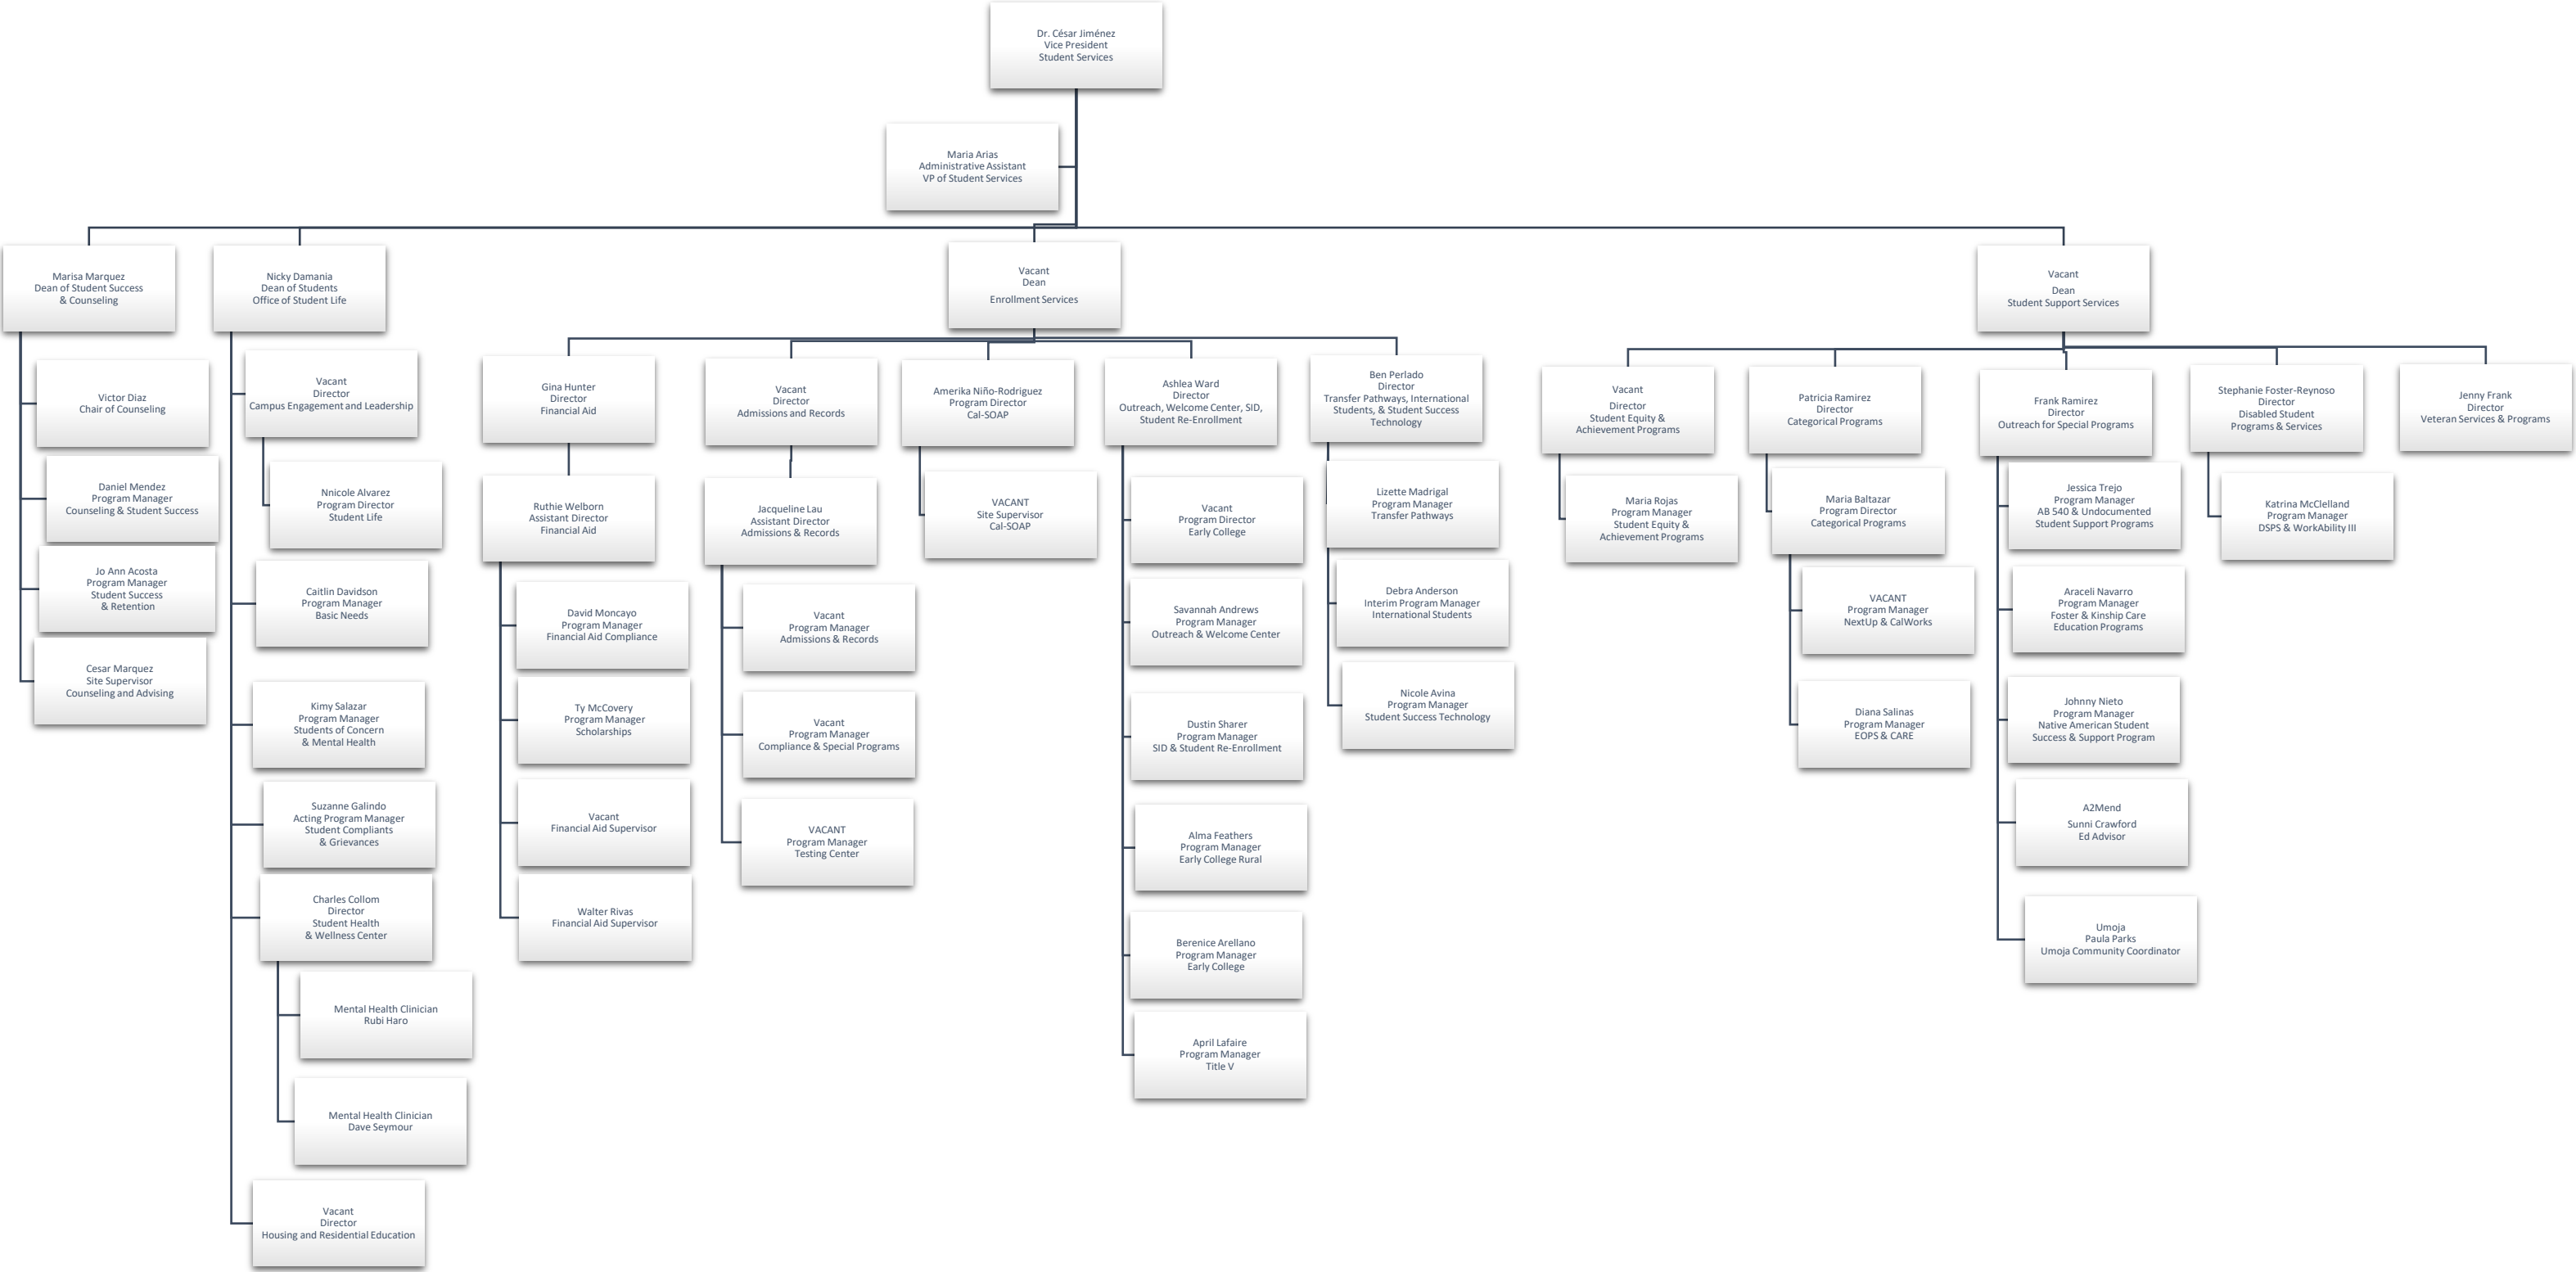 Dr. César Jiménez
Vice President
Student Services
Maria Arias
Administrative Assistant
VP of Student Services
Marisa Marquez
Dean of Student Success
& Counseling
Victor Diaz
Chair of Counseling
Daniel Mendez
Program Manager
Counseling & Student Success
Jo Ann Acosta
Program Manager
Student Success
& Retention
Cesar Marquez
Site Supervisor
Counseling and Advising
Nicky Damania
Dean of Students
Office of Student Life
Vacant
Director
Campus Engagement and Leadership
Nnicole Alvarez
Program Director
Student Life
Caitlin Davidson
Program Manager
Basic Needs
Kimy Salazar
Program Manager
Students of Concern
& Mental Health
Suzanne Galindo
Acting Program Manager
Student Compliants
& Grievances
Charles Collom
Director
Student Health
& Wellness Center
Mental Health Clinician
Rubi Haro
Mental Health Clinician
Dave Seymour
Vacant
Director
Housing and Residential Education
Vacant
Dean
Enrollment Services
Gina Hunter
Director
Financial Aid
Ruthie Welborn
Assistant Director
Financial Aid
David Moncayo
Program Manager
Financial Aid Compliance
Ty McCovery
Program Manager
Scholarships
Vacant
Financial Aid Supervisor
Walter Rivas
Financial Aid Supervisor
Vacant
Director
Admissions and Records
Jacqueline Lau
Assistant Director
Admissions & Records
Vacant
Program Manager
Admissions & Records
Vacant
Program Manager
Compliance & Special Programs
VACANT
Program Manager
Testing Center
Amerika Niño-Rodriguez
Program Director
Cal-SOAP
VACANT
Site Supervisor
Cal-SOAP
Ashlea Ward
Director
Outreach, Welcome Center, SID,
Student Re-Enrollment
Vacant
Program Director
Early College
Savannah Andrews
Program Manager
Outreach & Welcome Center
Dustin Sharer
Program Manager
SID & Student Re-Enrollment
Alma Feathers
Program Manager
Early College Rural
Berenice Arellano
Program Manager
Early College
April Lafaire
Program Manager
Title V
Ben Perlado
Director
Transfer Pathways, International
Students, & Student Success
Technology
Lizette Madrigal
Program Manager
Transfer Pathways
Debra Anderson
Interim Program Manager
International Students
Nicole Avina
Program Manager
Student Success Technology
Vacant
Dean
Student Support Services
Vacant
Director
Student Equity &
Achievement Programs
Maria Rojas
Program Manager
Student Equity &
Achievement Programs
Patricia Ramirez
Director
Categorical Programs
Maria Baltazar
Program Director
Categorical Programs
VACANT
Program Manager
NextUp & CalWorks
Diana Salinas
Program Manager
EOPS & CARE
Frank Ramirez
Director
Outreach for Special Programs
Jessica Trejo
Program Manager
AB 540 & Undocumented
Student Support Programs
Araceli Navarro
Program Manager
Foster & Kinship Care
Education Programs
Johnny Nieto
Program Manager
Native American Student
Success & Support Program
A2Mend
Sunni Crawford
Ed Advisor
Umoja
Paula Parks
Umoja Community Coordinator
Stephanie Foster-Reynoso
Director
Disabled Student
Programs & Services
Katrina McClelland
Program Manager
DSPS & WorkAbility III
Jenny Frank
Director
Veteran Services & Programs